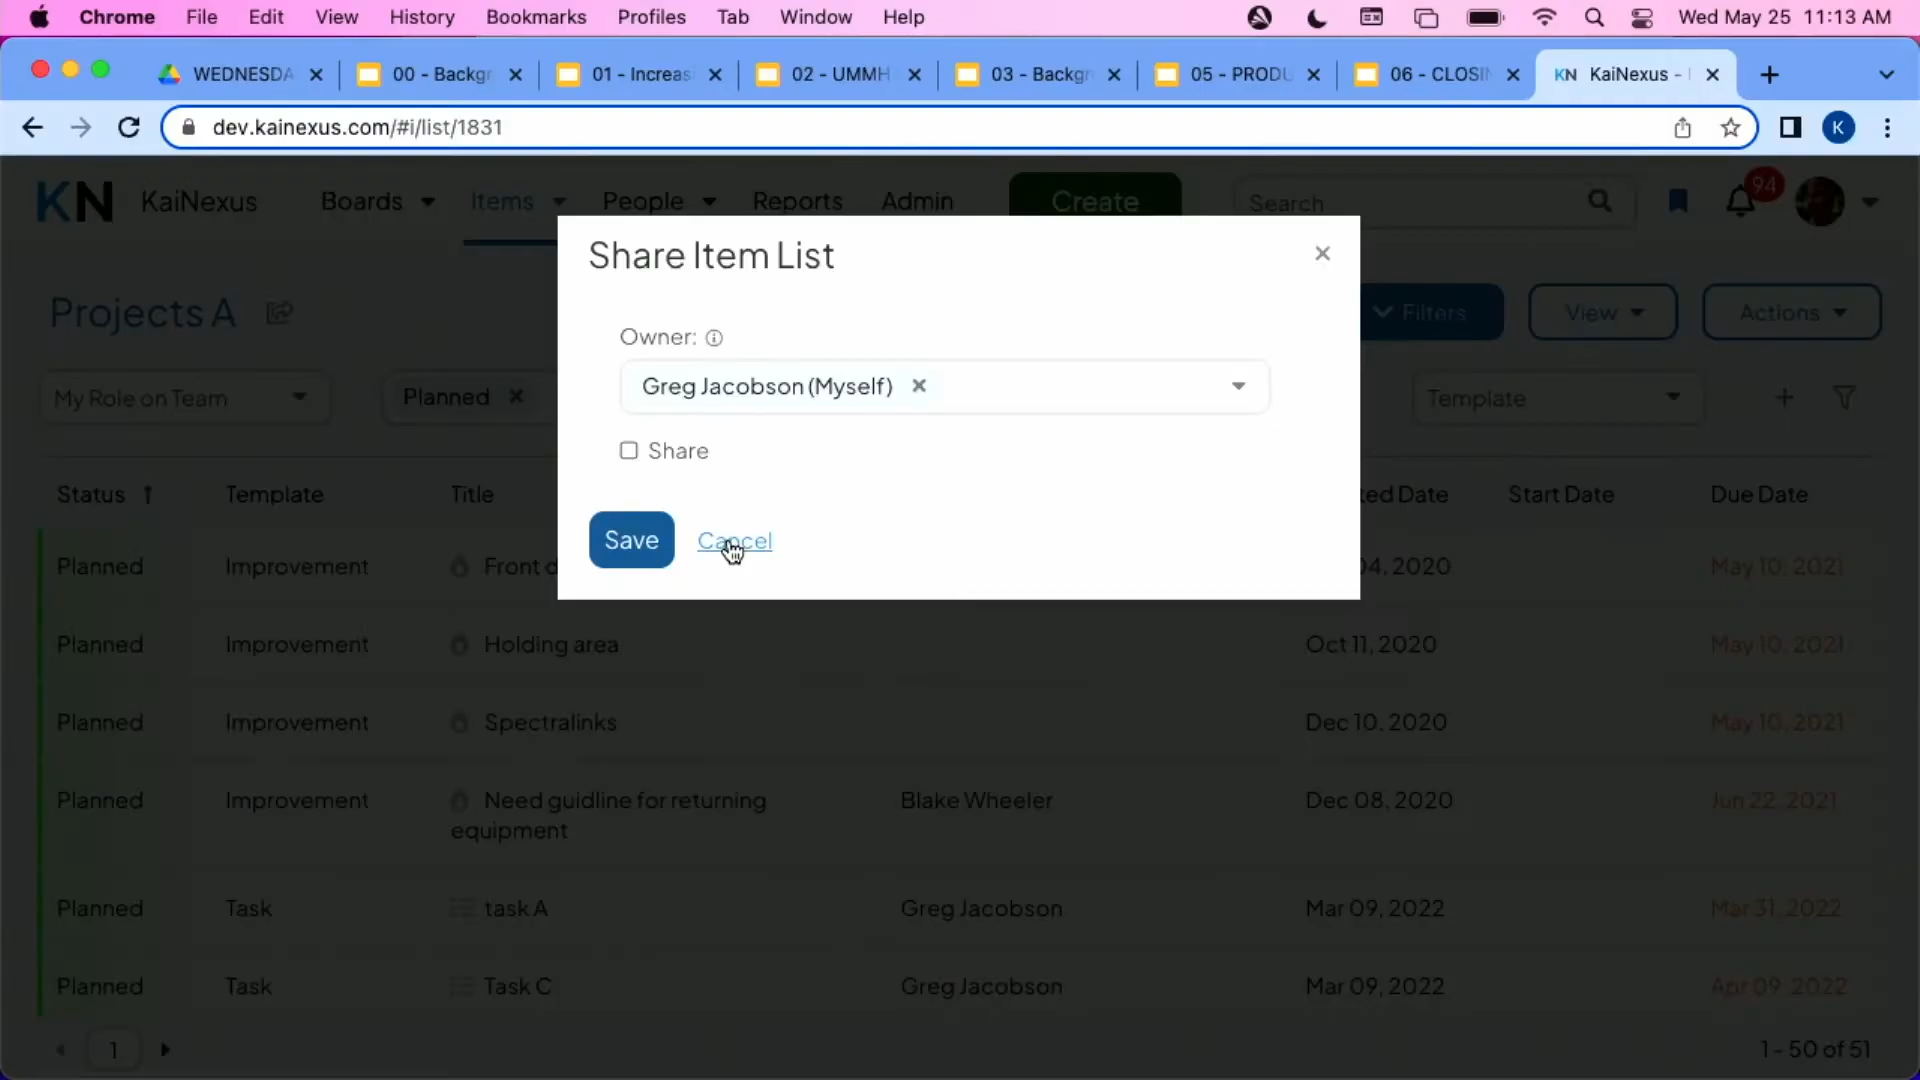 Chrome File Edit View History Bookmarks Profiles Tab Window Help Wed May 25 11:13 AM
WEDNESDA 00 - Backgr 01 - Increas 02 - UMMH 03 - Backgr 05 - PRODU 06 - CLOSIN KN KaiNexus -
dev.kainexus.com/#i/list/1831 K
KN KaiNexus Boards Items People Reports Admin Create Search 94
Share Item List
Projects A Filters View Actions
Owner:
Greg Jacobson (Myself)
My Role on Team Planned Template
Share
Status Template Title ted Date Start Date Due Date
Save Cancel
Planned Improvement Front d 04, 2020 May 10, 2021
Planned Improvement Holding area Oct 11, 2020 May 10, 2021
Planned Improvement Spectralinks Dec 10, 2020 May 10, 2021
Planned Improvement Need guidline for returning Blake Wheeler Dec 08, 2020 Jun 22, 2021
equipment
Planned Task task A Greg Jacobson Mar 09, 2022 Mar 31, 2022
Planned Task Task C Greg Jacobson Mar 09, 2022 Apr 09, 2022
1 1 - 50 of 51